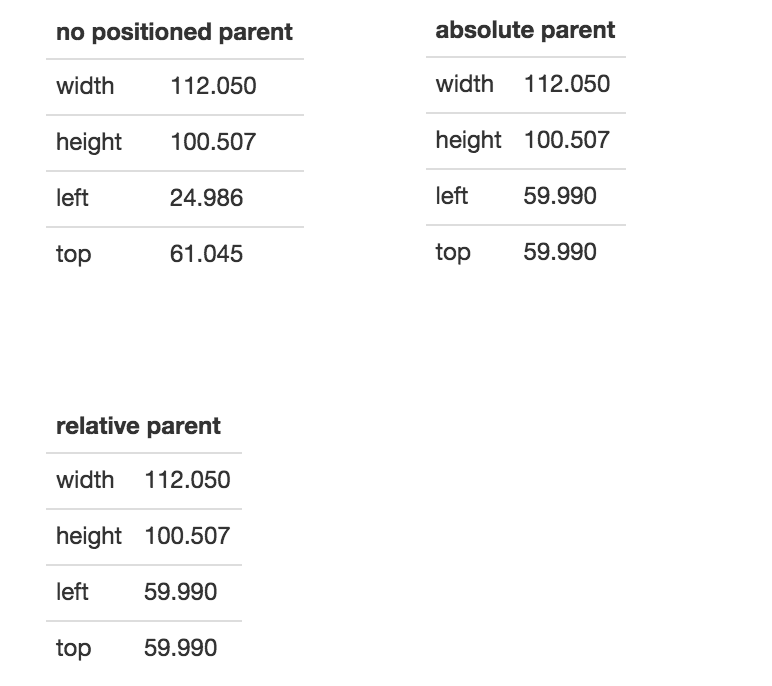 no positioned parent
width 112.050
height 100.507
left 24.986
top 61.045
absolute parent
width 112.050
height 100.507
left 59.990
top 59.990
relative parent
width 112.050
height 100.507
left 59.990
top 59.990